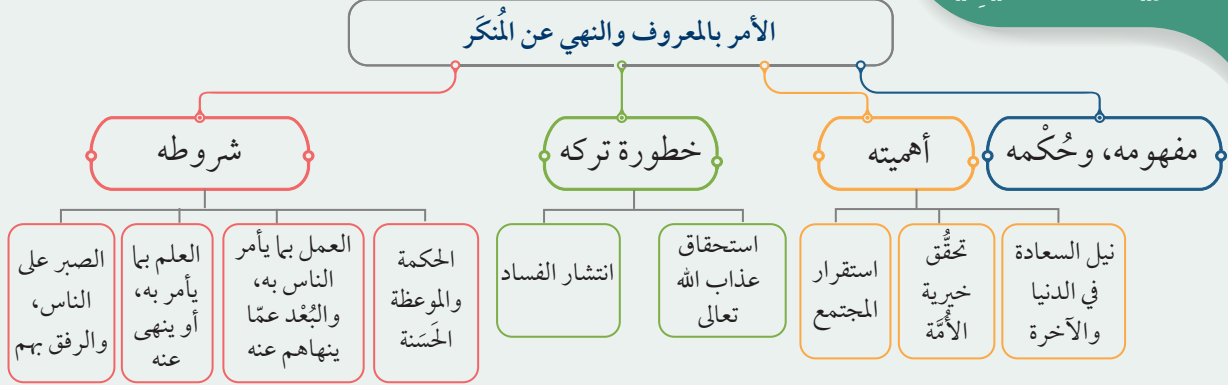 الأمر بالمعروف والنهي عن المُنكَر
مفهومه، وحُكْمه
أهميته
خطورة تركه
شروطه
نيل السعادة
في الدنيا
والآخرة
تحقُّق
خيرية
الأُمَّة
استقرار
المجتمع
استحقاق
عذاب الله
تعالى
انتشار الفساد
الحكمة
والموعظة
الحَسَنة
العمل بما يأمر
الناس به،
والبُعْد عمّا
ينهاهم عنه
العلم بما
يأمر به،
أو ينهى
عنه
الصبر على
الناس،
والرفق بهم